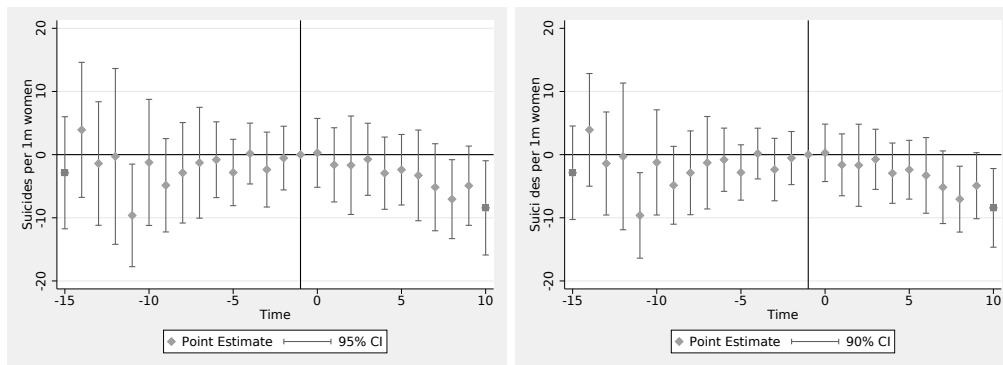 20
10
0
-10
-20
Suicides per 1m women
-15 -10 -5 0 5 10
Time
Point Estimate 95% CI
20
10
0
-10
-20
Suici des per 1m women
-15 -10 -5 0 5 10
Time
Point Estimate 90% CI